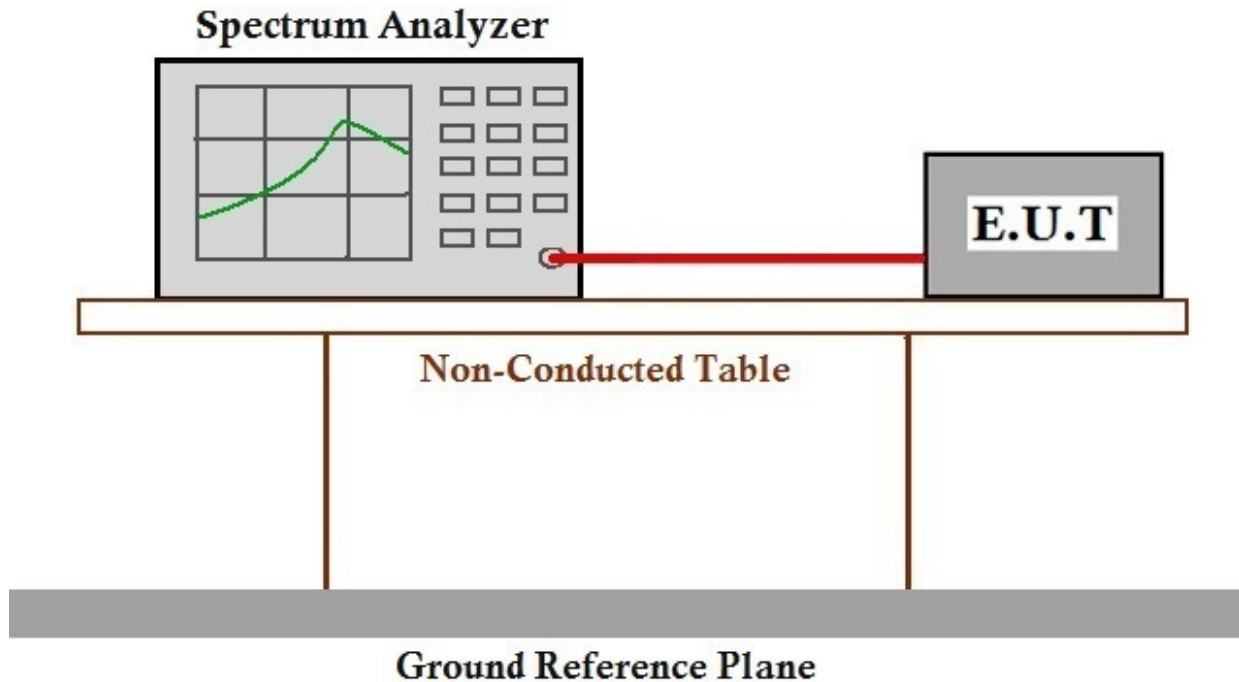 Spectrum Analyzer
E.U.T
Non-Conducted Table
Ground Reference Plane